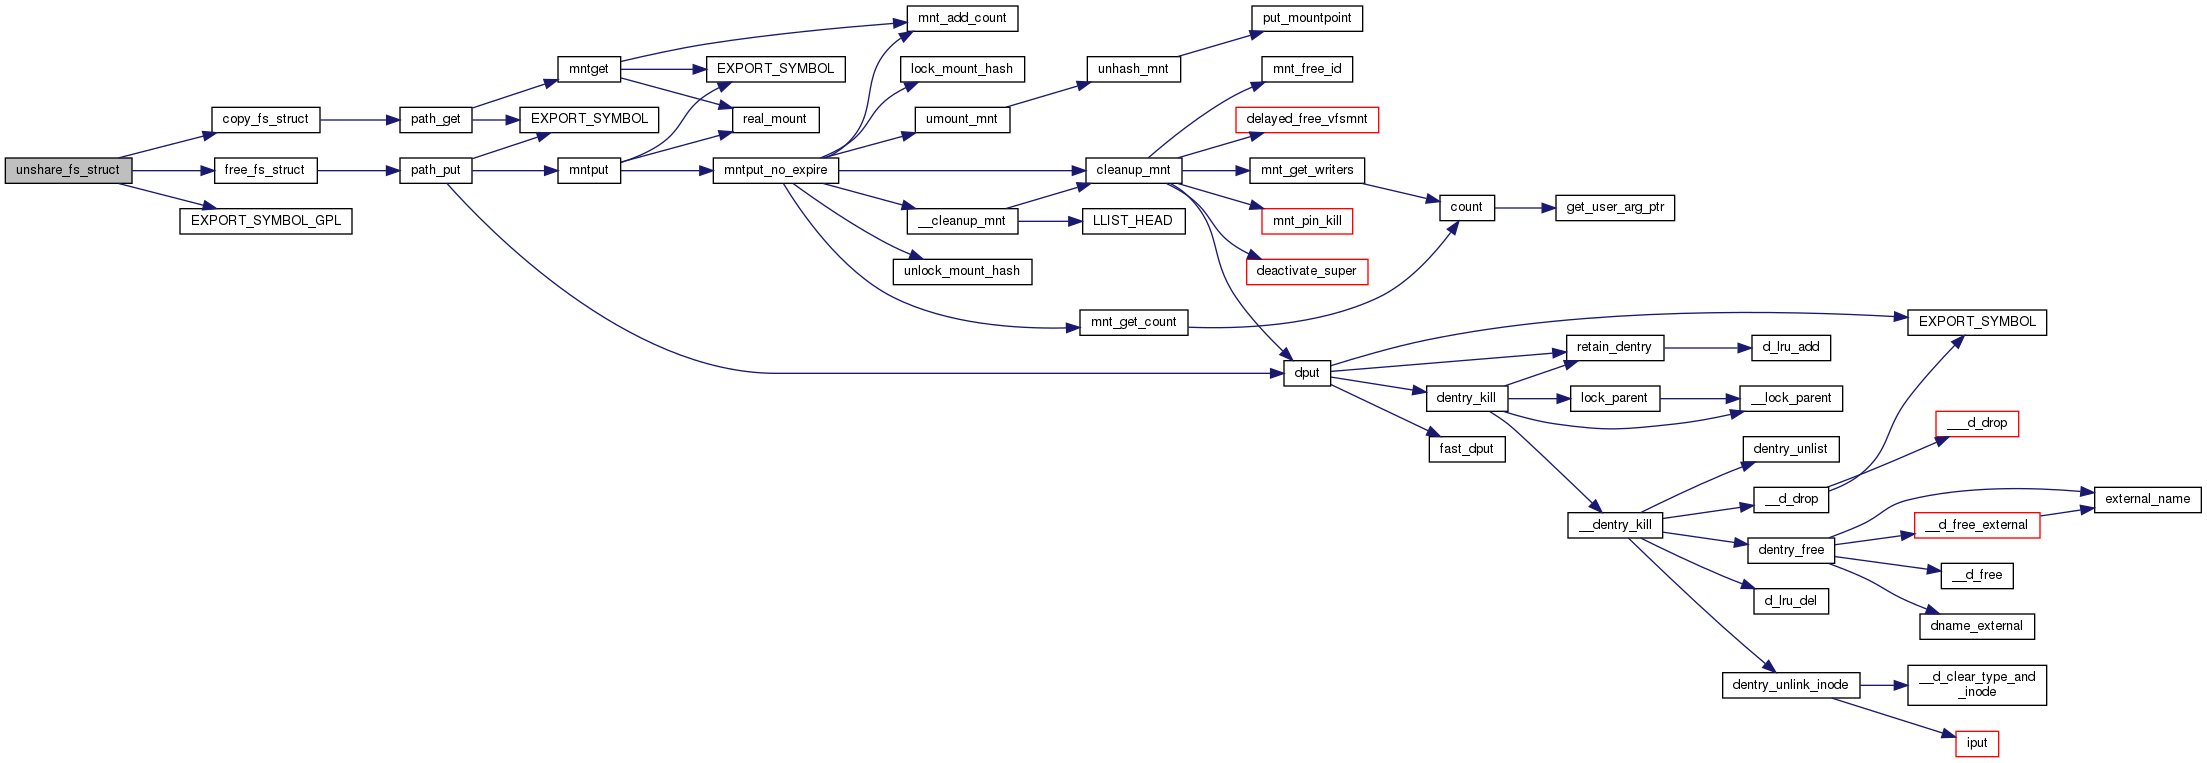 unshare_fs_struct
copy_fs_struct
free_fs_struct
EXPORT_SYMBOL_GPL
path_get
path_put
mntget
EXPORT_SYMBOL
mntput
mnt_add_count
EXPORT_SYMBOL
real_mount
mntput_no_expire
lock_mount_hash
umount_mnt
__cleanup_mnt
unlock_mount_hash
mnt_get_count
unhash_mnt
cleanup_mnt
LLIST_HEAD
put_mountpoint
mnt_free_id
delayed_free_vfsmnt
mnt_get_writers
mnt_pin_kill
deactivate_super
dput
count
get_user_arg_ptr
dentry_kill
fast_dput
retain_dentry
lock_parent
__dentry_kill
EXPORT_SYMBOL
d_lru_add
__lock_parent
dentry_unlist
__d_drop
dentry_free
d_lru_del
dentry_unlink_inode
___d_drop
__d_free_external
__d_free
dname_external
__d_clear_type_and
_inode
iput
external_name